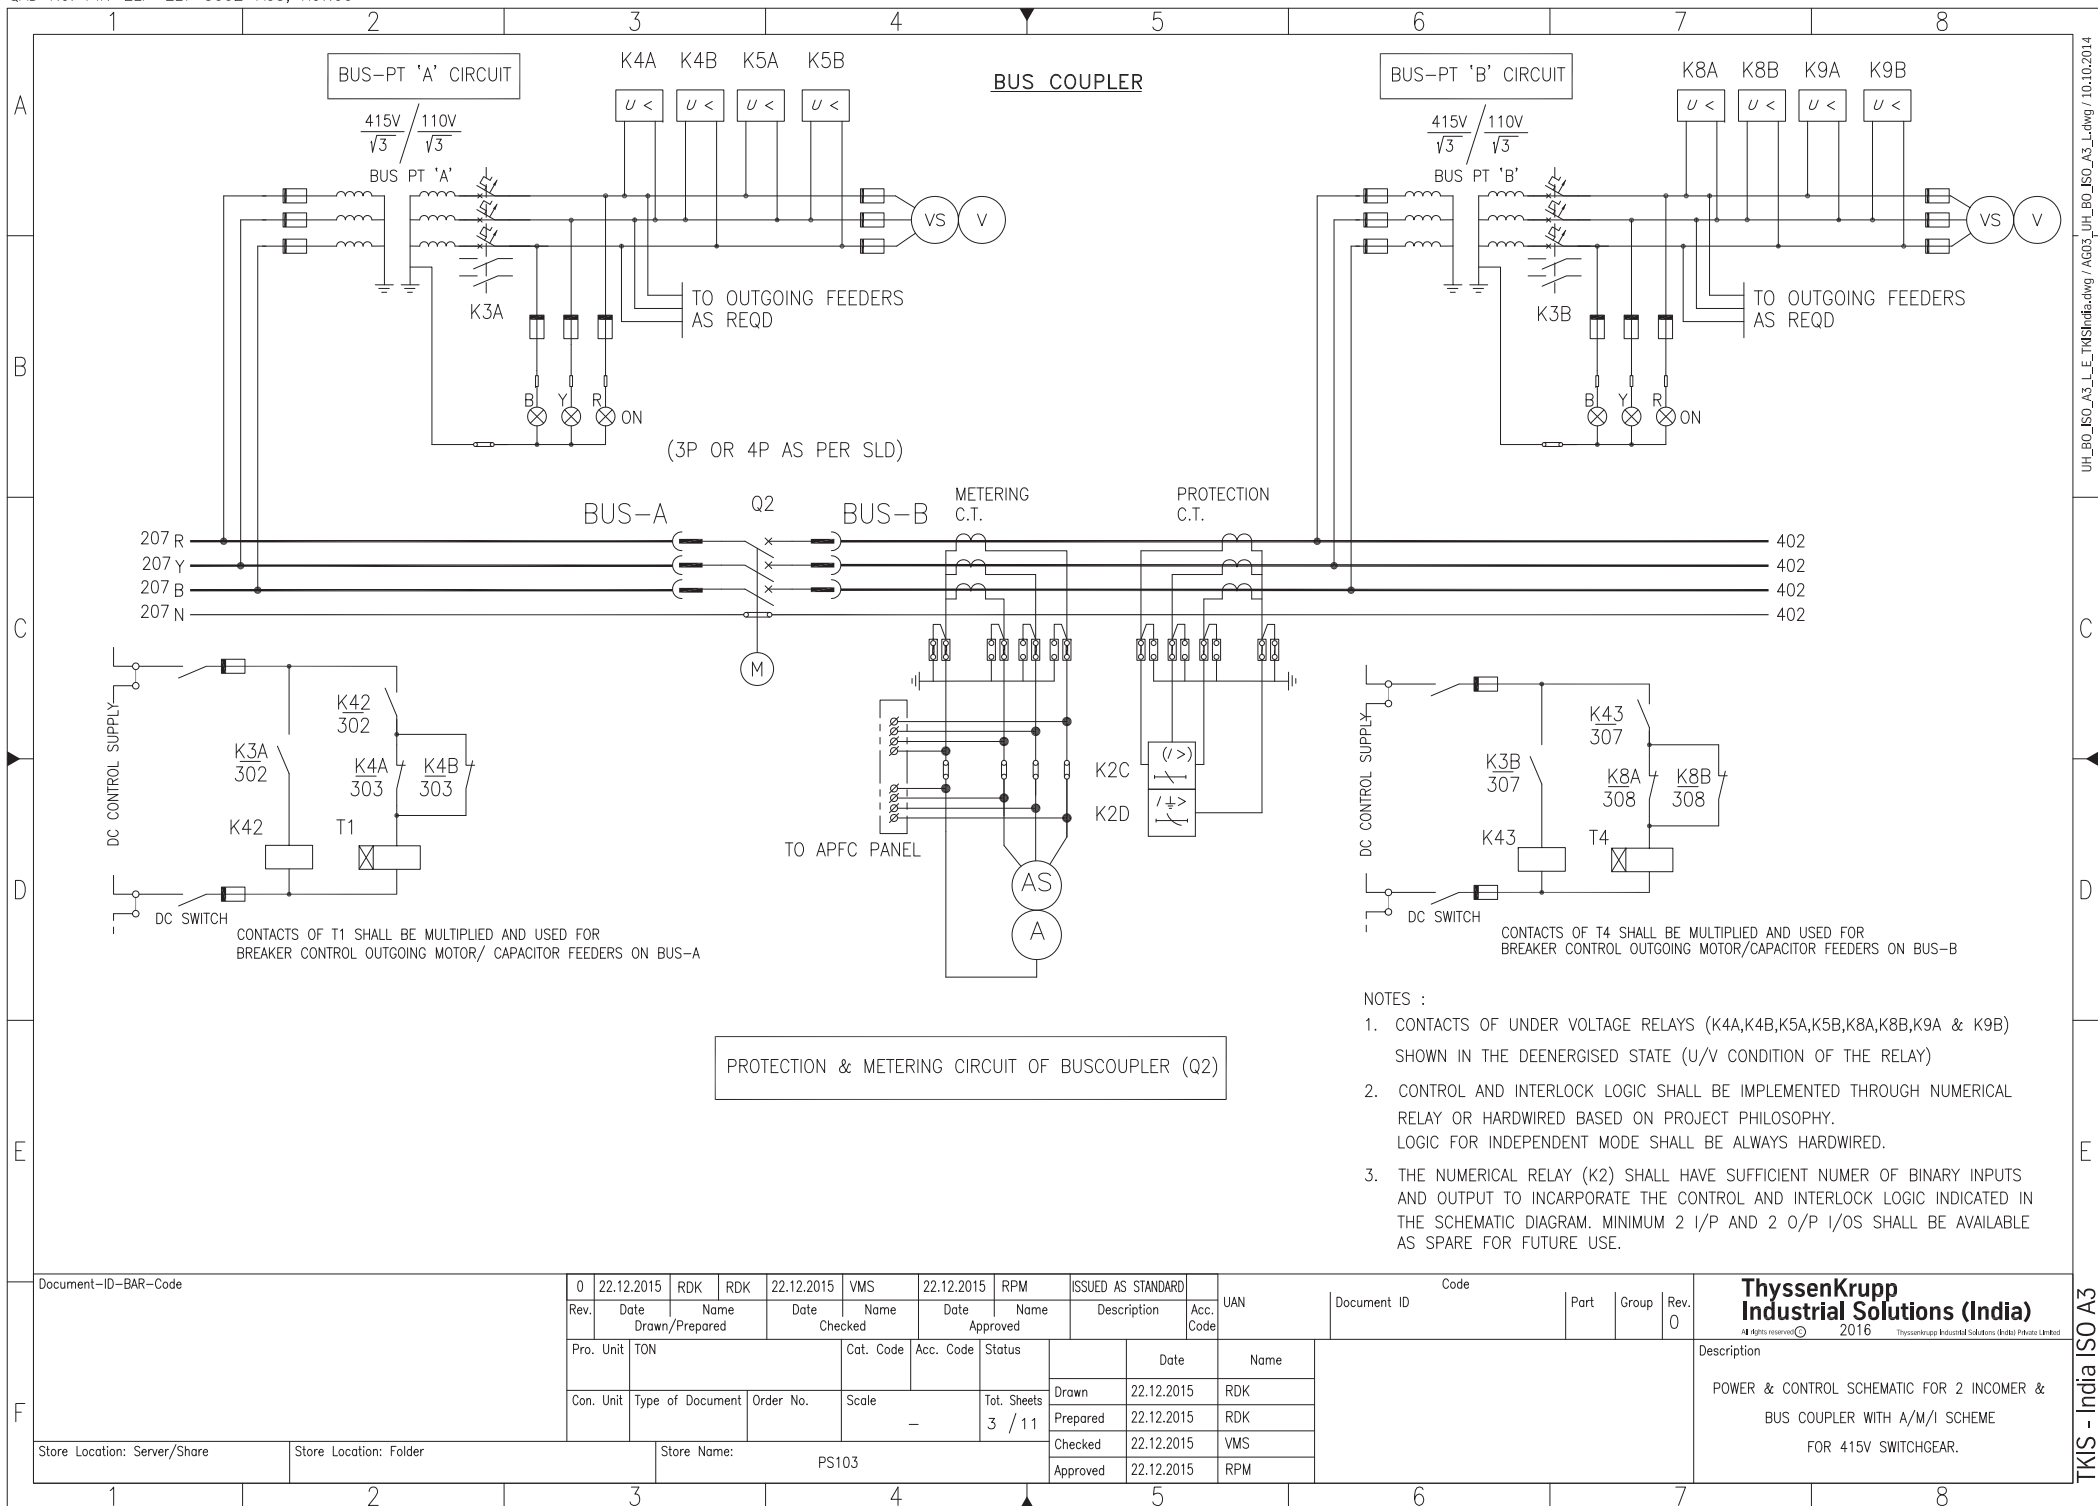 1 2 3 4 5 6 7 8
A
B
C
D
E
F
BUS-PT 'A' CIRCUIT
415V
√3
110V
√3
BUS PT 'A'
K4A K4B K5A K5B
U < U < U < U <
BUS COUPLER
VS V
K3A
TO OUTGOING FEEDERS
AS REQD
B Y R ON
BUS-PT 'B' CIRCUIT
415V
√3
110V
√3
BUS PT 'B'
K8A K8B K9A K9B
U < U < U < U <
VS V
K3B
TO OUTGOING FEEDERS
AS REQD
B Y R ON
(3P OR 4P AS PER SLD)
BUS-A Q2 BUS-B
METERING
C.T.
PROTECTION
C.T.
207 R 402
207 Y 402
207 B 402
207 N 402
M
DC CONTROL SUPPLY
K42
302
K3A
302
K4A
303
K4B
303
K42 T1
DC SWITCH
CONTACTS OF T1 SHALL BE MULTIPLIED AND USED FOR
BREAKER CONTROL OUTGOING MOTOR/ CAPACITOR FEEDERS ON BUS-A
TO APFC PANEL
K2C
(I >)
K2D
I ⏚>
AS
A
DC CONTROL SUPPLY
K43
307
K3B
307
K8A
308
K8B
308
K43 T4
DC SWITCH
CONTACTS OF T4 SHALL BE MULTIPLIED AND USED FOR
BREAKER CONTROL OUTGOING MOTOR/CAPACITOR FEEDERS ON BUS-B
PROTECTION & METERING CIRCUIT OF BUSCOUPLER (Q2)
NOTES :
1. CONTACTS OF UNDER VOLTAGE RELAYS (K4A,K4B,K5A,K5B,K8A,K8B,K9A & K9B)
SHOWN IN THE DEENERGISED STATE (U/V CONDITION OF THE RELAY)
2. CONTROL AND INTERLOCK LOGIC SHALL BE IMPLEMENTED THROUGH NUMERICAL
RELAY OR HARDWIRED BASED ON PROJECT PHILOSOPHY.
LOGIC FOR INDEPENDENT MODE SHALL BE ALWAYS HARDWIRED.
3. THE NUMERICAL RELAY (K2) SHALL HAVE SUFFICIENT NUMER OF BINARY INPUTS
AND OUTPUT TO INCARPORATE THE CONTROL AND INTERLOCK LOGIC INDICATED IN
THE SCHEMATIC DIAGRAM. MINIMUM 2 I/P AND 2 O/P I/OS SHALL BE AVAILABLE
AS SPARE FOR FUTURE USE.
Document-ID-BAR-Code
0 22.12.2015 RDK RDK 22.12.2015 VMS 22.12.2015 RPM ISSUED AS STANDARD
Rev. Date Name Date Name Date Name Description Acc. Code
Drawn/Prepared Checked Approved
UAN
Code
Document ID Part Group Rev.
0
Pro. Unit TON Cat. Code Acc. Code Status
Con. Unit Type of Document Order No. Scale Tot. Sheets
– 3 / 11
Date Name
Drawn 22.12.2015 RDK
Prepared 22.12.2015 RDK
Checked 22.12.2015 VMS
Approved 22.12.2015 RPM
Store Location: Server/Share Store Location: Folder Store Name: PS103
ThyssenKrupp
Industrial Solutions (India)
All rights reserved © 2016 Thyssenkrupp Industrial Solutions (India) Private Limited
Description
POWER & CONTROL SCHEMATIC FOR 2 INCOMER &
BUS COUPLER WITH A/M/I SCHEME
FOR 415V SWITCHGEAR.
TKIS - India ISO A3
A
C
D
E
1 2 3 4 5 6 7 8